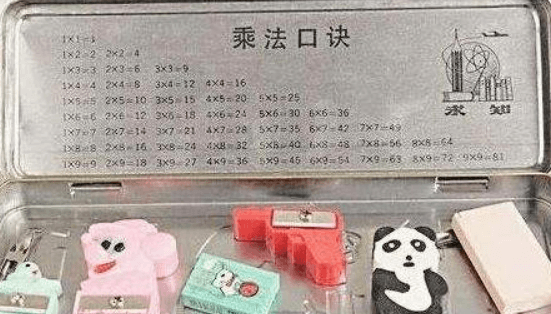 乘法口诀
1×1=1
1×2=2 2×2=4
1×3=3 2×3=6 3×3=9
1×4=4 2×4=8 3×4=12 4×4=16
1×5=5 2×5=10 3×5=15 4×5=20 5×5=25
1×6=6 2×6=12 3×6=18 4×6=24 5×6=30 6×6=36
1×7=7 2×7=14 3×7=21 4×7=28 5×7=35 6×7=42 7×7=49
1×8=8 2×8=16 3×8=24 4×8=32 5×8=40 6×8=48 7×8=56 8×8=64
1×9=9 2×9=18 3×9=27 4×9=36 5×9=45 6×9=54 7×9=63 8×9=72 9×9=81
求知